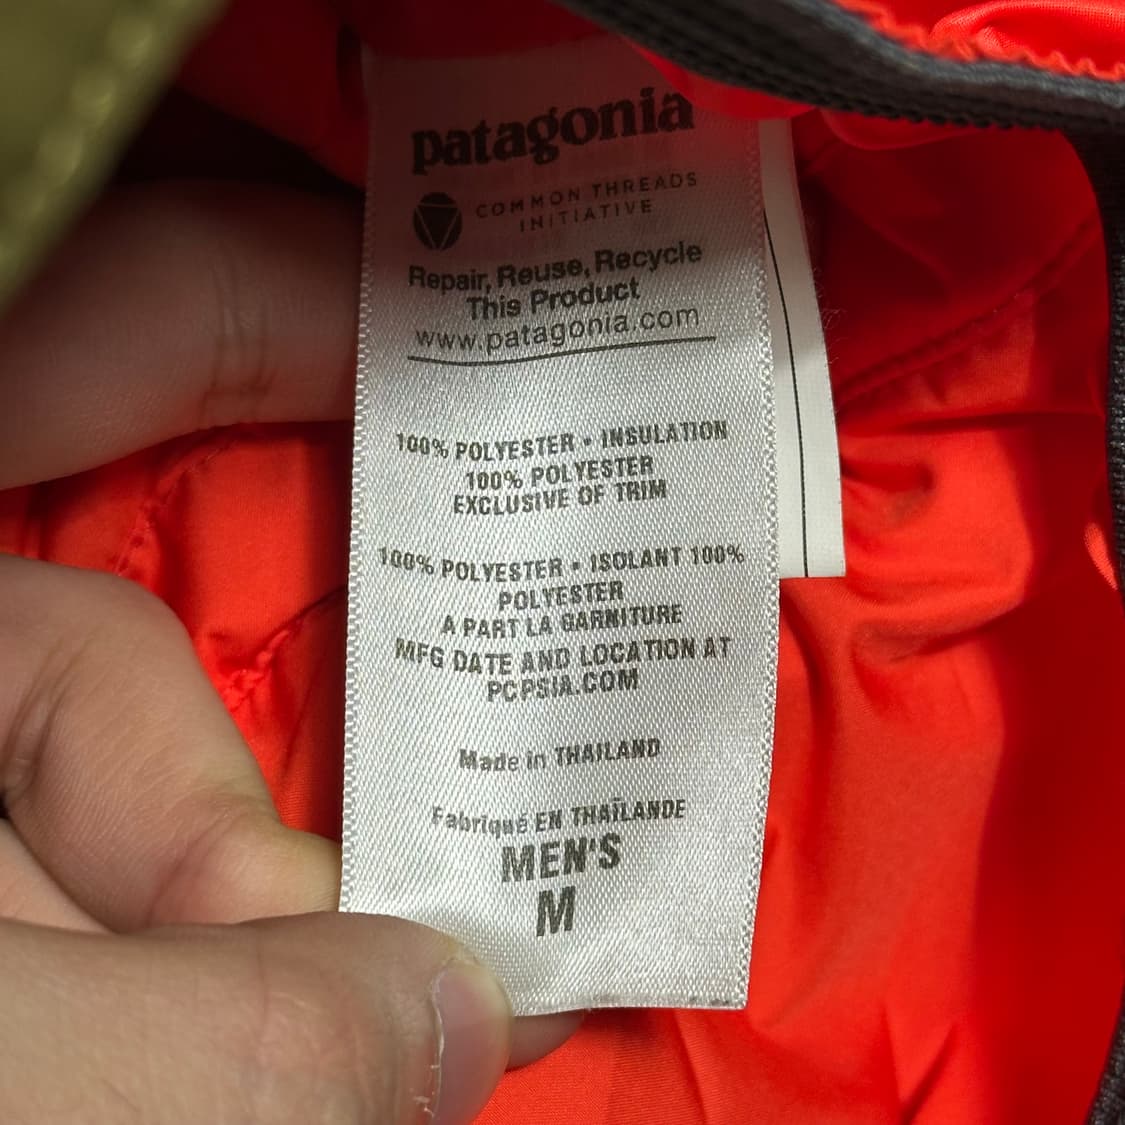 patagonia
COMMON THREADS
INITIATIVE
Repair, Reuse, Recycle
This Product
www.patagonia.com
100% POLYESTER • INSULATION
100% POLYESTER
EXCLUSIVE OF TRIM
100% POLYESTER • ISOLANT 100%
POLYESTER
A PART LA GARNITURE
MFG DATE AND LOCATION AT
PCPSIA.COM
Made in THAILAND
Fabriqué EN THAÏLANDE
MEN'S
M